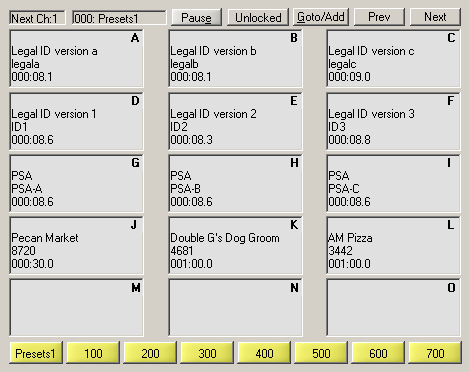 Next Ch:1 000: Presets1 Pause Unlocked Goto/Add Prev Next
A
Legal ID version a
legala
000:08.1
B
Legal ID version b
legalb
000:08.1
C
Legal ID version c
legalc
000:09.0
D
Legal ID version 1
ID1
000:08.6
E
Legal ID version 2
ID2
000:08.3
F
Legal ID version 3
ID3
000:08.8
G
PSA
PSA-A
000:08.6
H
PSA
PSA-B
000:08.6
I
PSA
PSA-C
000:08.6
J
Pecan Market
8720
000:30.0
K
Double G's Dog Groom
4681
001:00.0
L
AM Pizza
3442
001:00.0
M
N
O
Presets1 100 200 300 400 500 600 700